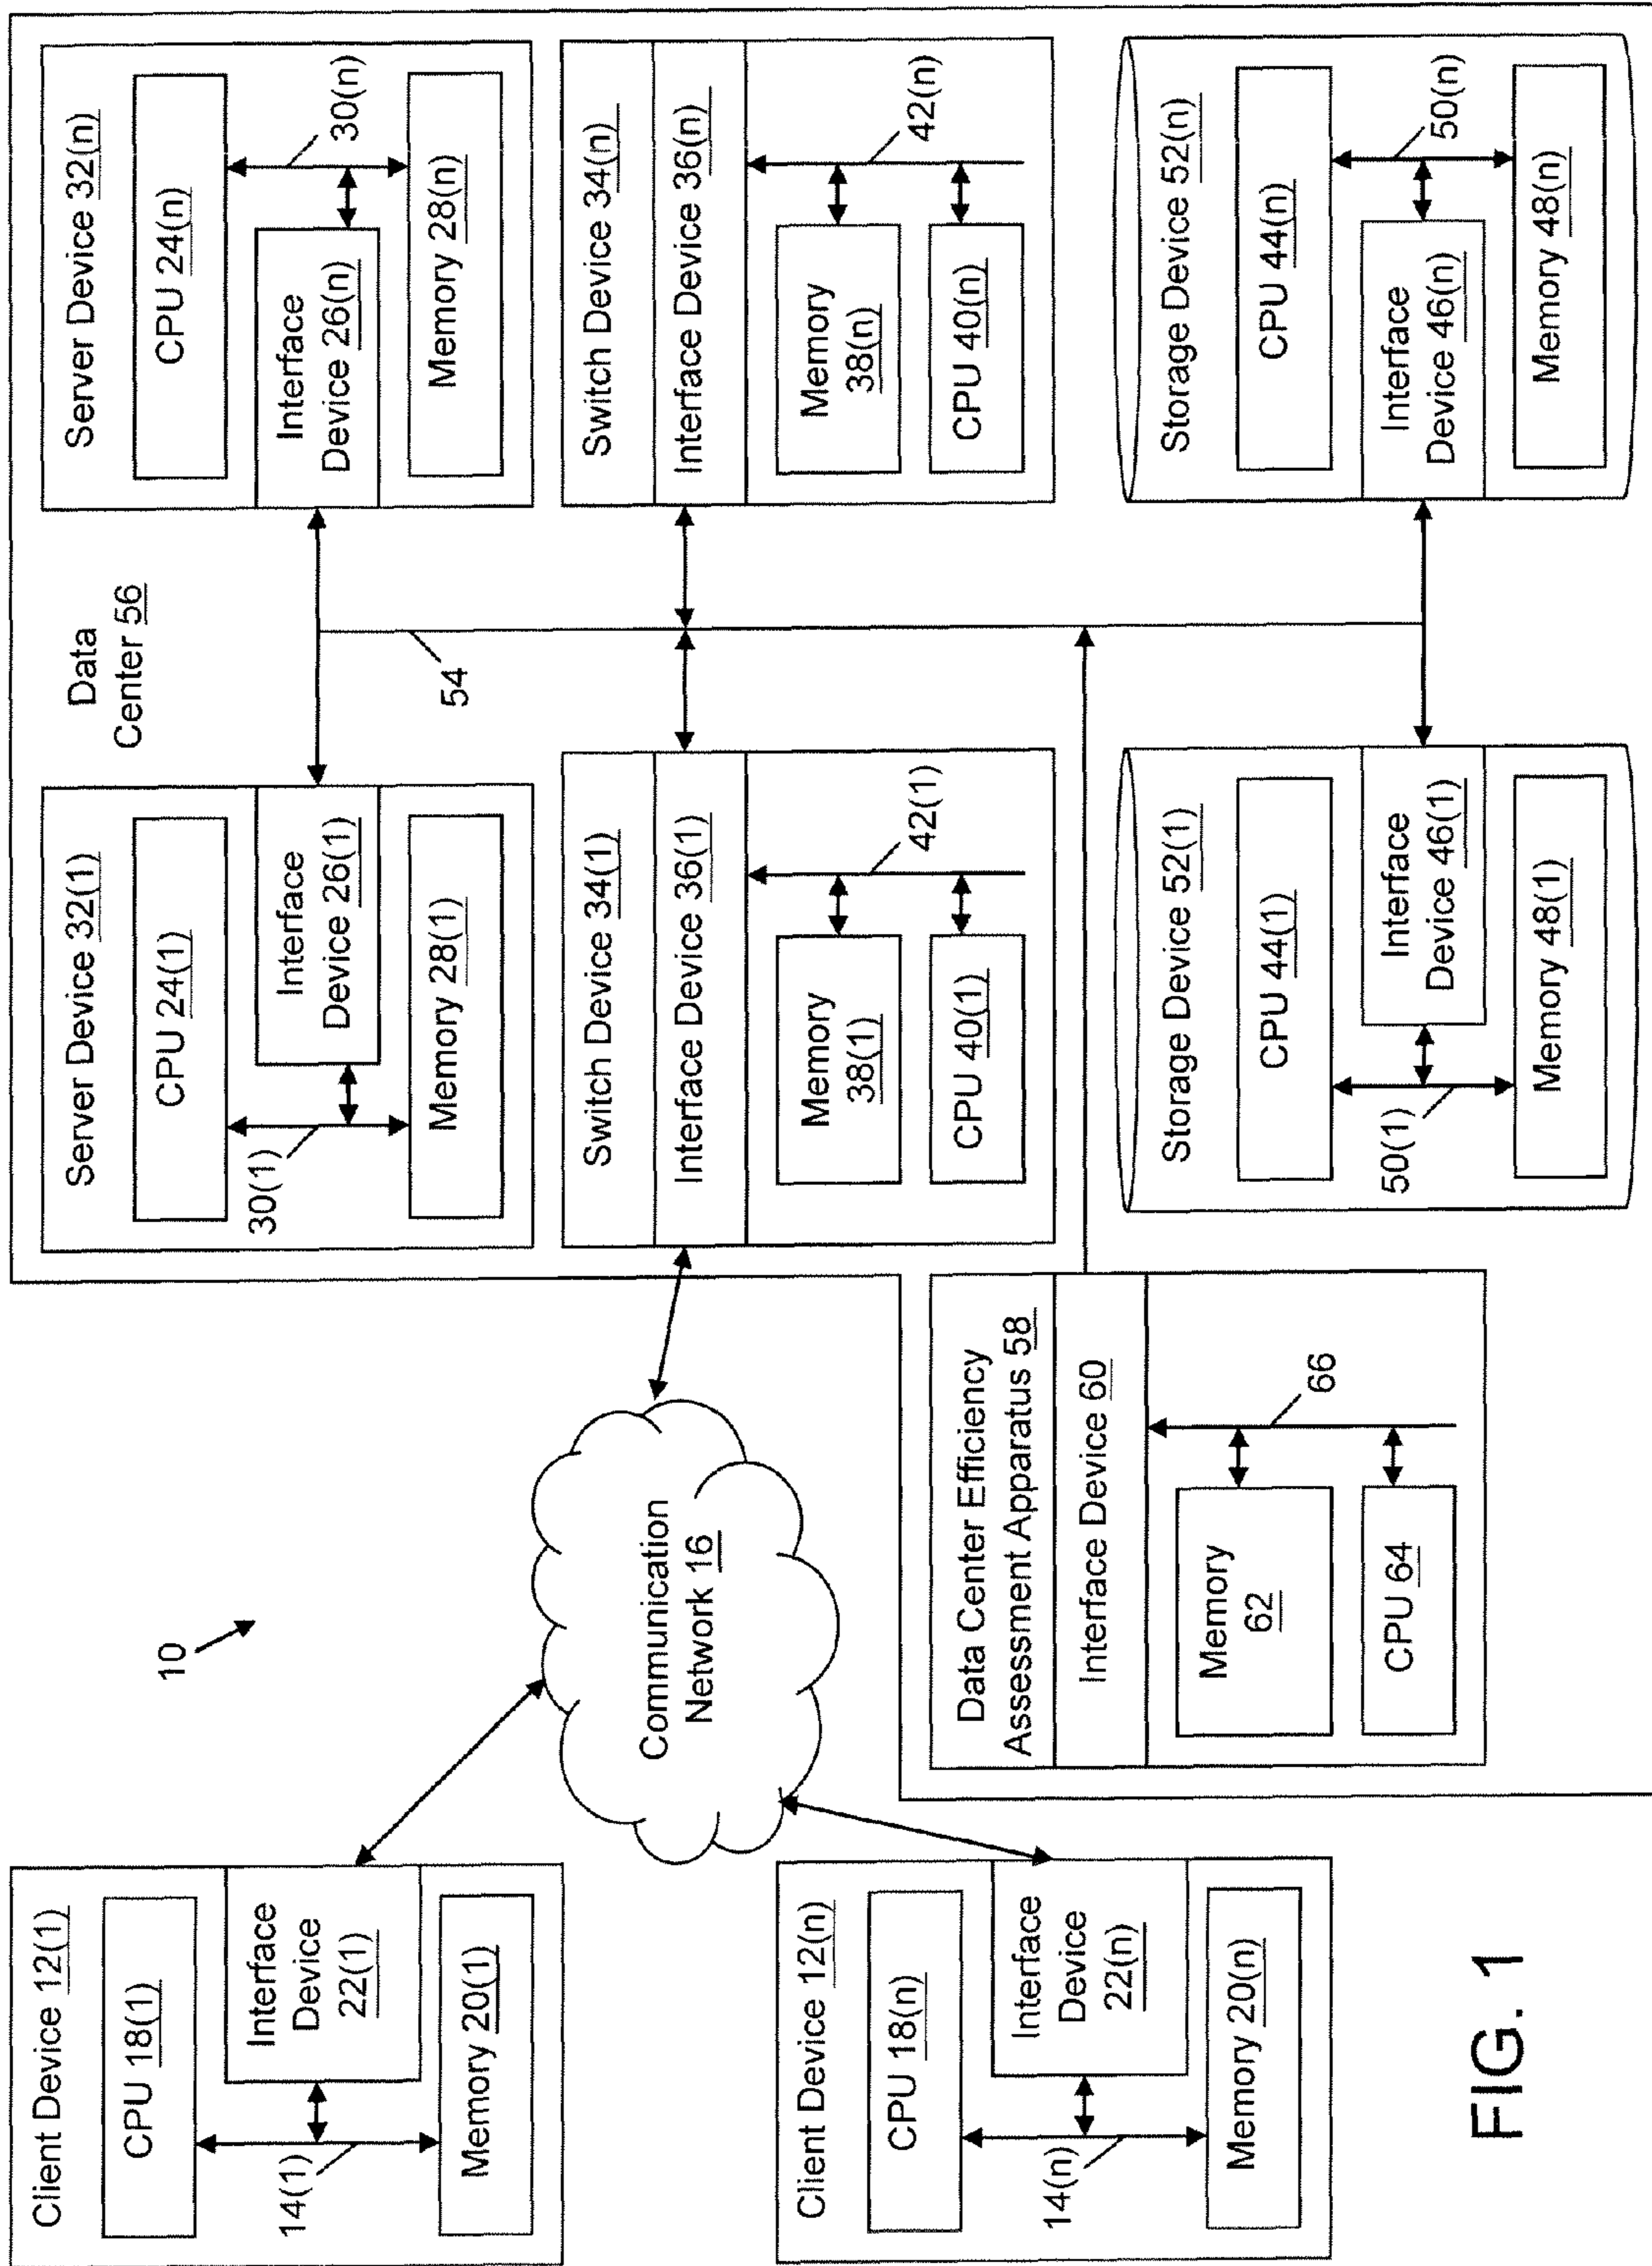 10
Client Device 12(1)
CPU 18(1)
Interface
Device
22(1)
14(1)
Memory 20(1)
Client Device 12(n)
CPU 18(n)
Interface
Device
22(n)
14(n)
Memory 20(n)
Communication
Network 16
Data
Center 56
Server Device 32(1)
CPU 24(1)
Interface
Device 26(1)
30(1)
Memory 28(1)
Server Device 32(n)
CPU 24(n)
Interface
Device 26(n)
30(n)
Memory 28(n)
54
Switch Device 34(1)
Interface Device 36(1)
Memory
38(1)
42(1)
CPU 40(1)
Switch Device 34(n)
Interface Device 36(n)
Memory
38(n)
42(n)
CPU 40(n)
Data Center Efficiency
Assessment Apparatus 58
Interface Device 60
Memory
62
66
CPU 64
Storage Device 52(1)
CPU 44(1)
Interface
Device 46(1)
50(1)
Memory 48(1)
Storage Device 52(n)
CPU 44(n)
Interface
Device 46(n)
50(n)
Memory 48(n)
FIG. 1